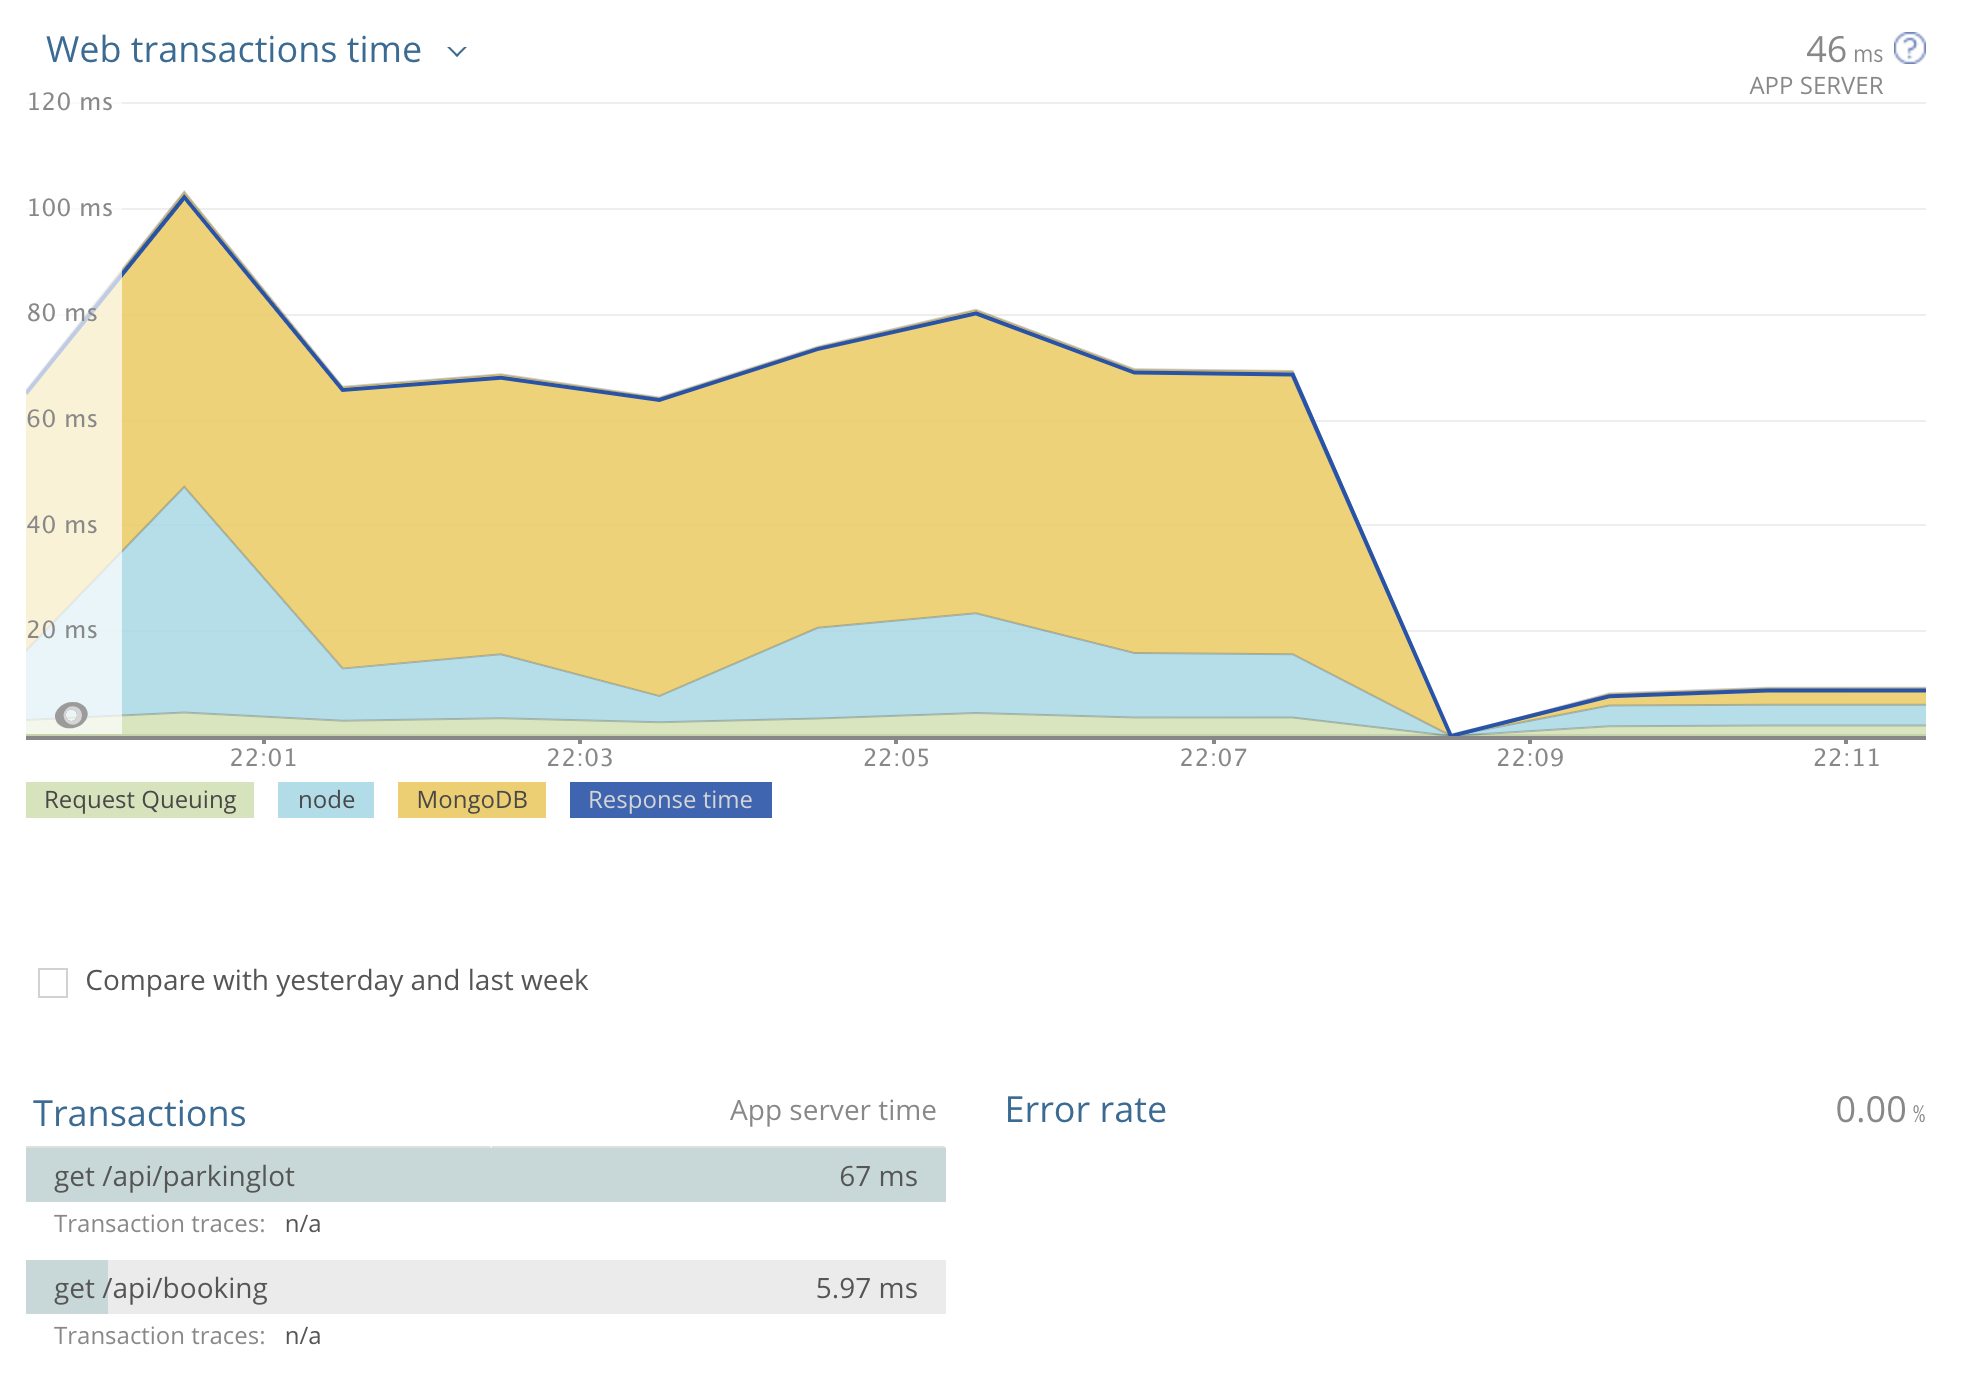 Web transactions time
46 ms
APP SERVER
120 ms
100 ms
80 ms
60 ms
40 ms
20 ms
22:01 22:03 22:05 22:07 22:09 22:11
Request Queuing node MongoDB Response time
Compare with yesterday and last week
Transactions App server time
get /api/parkinglot 67 ms
Transaction traces: n/a
get /api/booking 5.97 ms
Transaction traces: n/a
Error rate 0.00 %